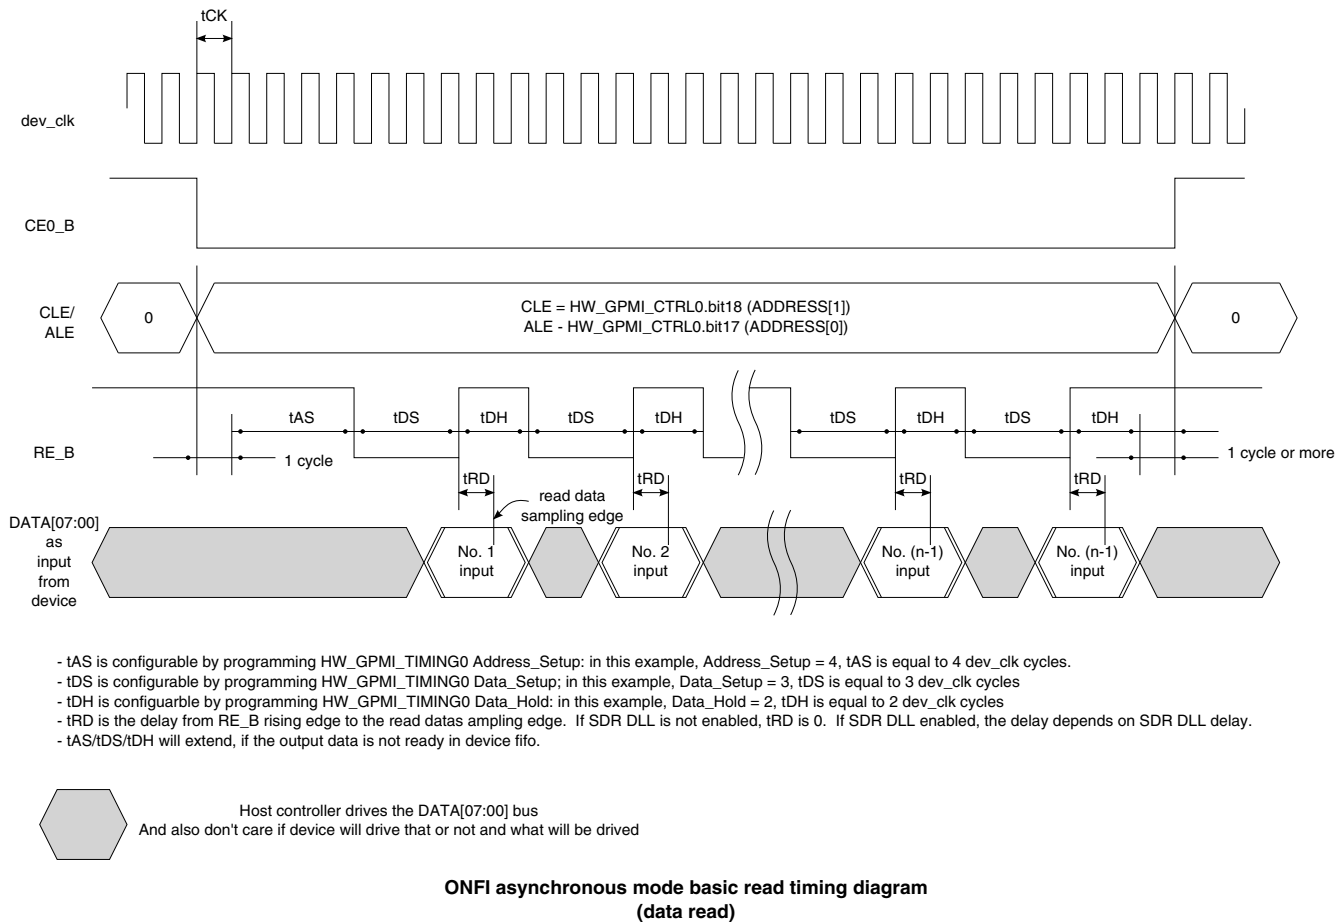 tCK
dev_clk
CE0_B
CLE/
ALE
0
CLE = HW_GPMI_CTRL0.bit18 (ADDRESS[1])
ALE - HW_GPMI_CTRL0.bit17 (ADDRESS[0])
0
tAS
tDS
tDH
tDS
tDH
tDS
tDH
tDS
tDH
RE_B
1 cycle
1 cycle or more
tRD
tRD
tRD
tRD
read data
sampling edge
DATA[07:00]
as
input
from
device
No. 1
input
No. 2
input
No. (n-1)
input
No. (n-1)
input
- tAS is configurable by programming HW_GPMI_TIMING0 Address_Setup: in this example, Address_Setup = 4, tAS is equal to 4 dev_clk cycles.
- tDS is configurable by programming HW_GPMI_TIMING0 Data_Setup; in this example, Data_Setup = 3, tDS is equal to 3 dev_clk cycles
- tDH is configuarble by programming HW_GPMI_TIMING0 Data_Hold: in this example, Data_Hold = 2, tDH is equal to 2 dev_clk cycles
- tRD is the delay from RE_B rising edge to the read datas ampling edge. If SDR DLL is not enabled, tRD is 0. If SDR DLL enabled, the delay depends on SDR DLL delay.
- tAS/tDS/tDH will extend, if the output data is not ready in device fifo.
Host controller drives the DATA[07:00] bus
And also don't care if device will drive that or not and what will be drived
ONFI asynchronous mode basic read timing diagram
(data read)